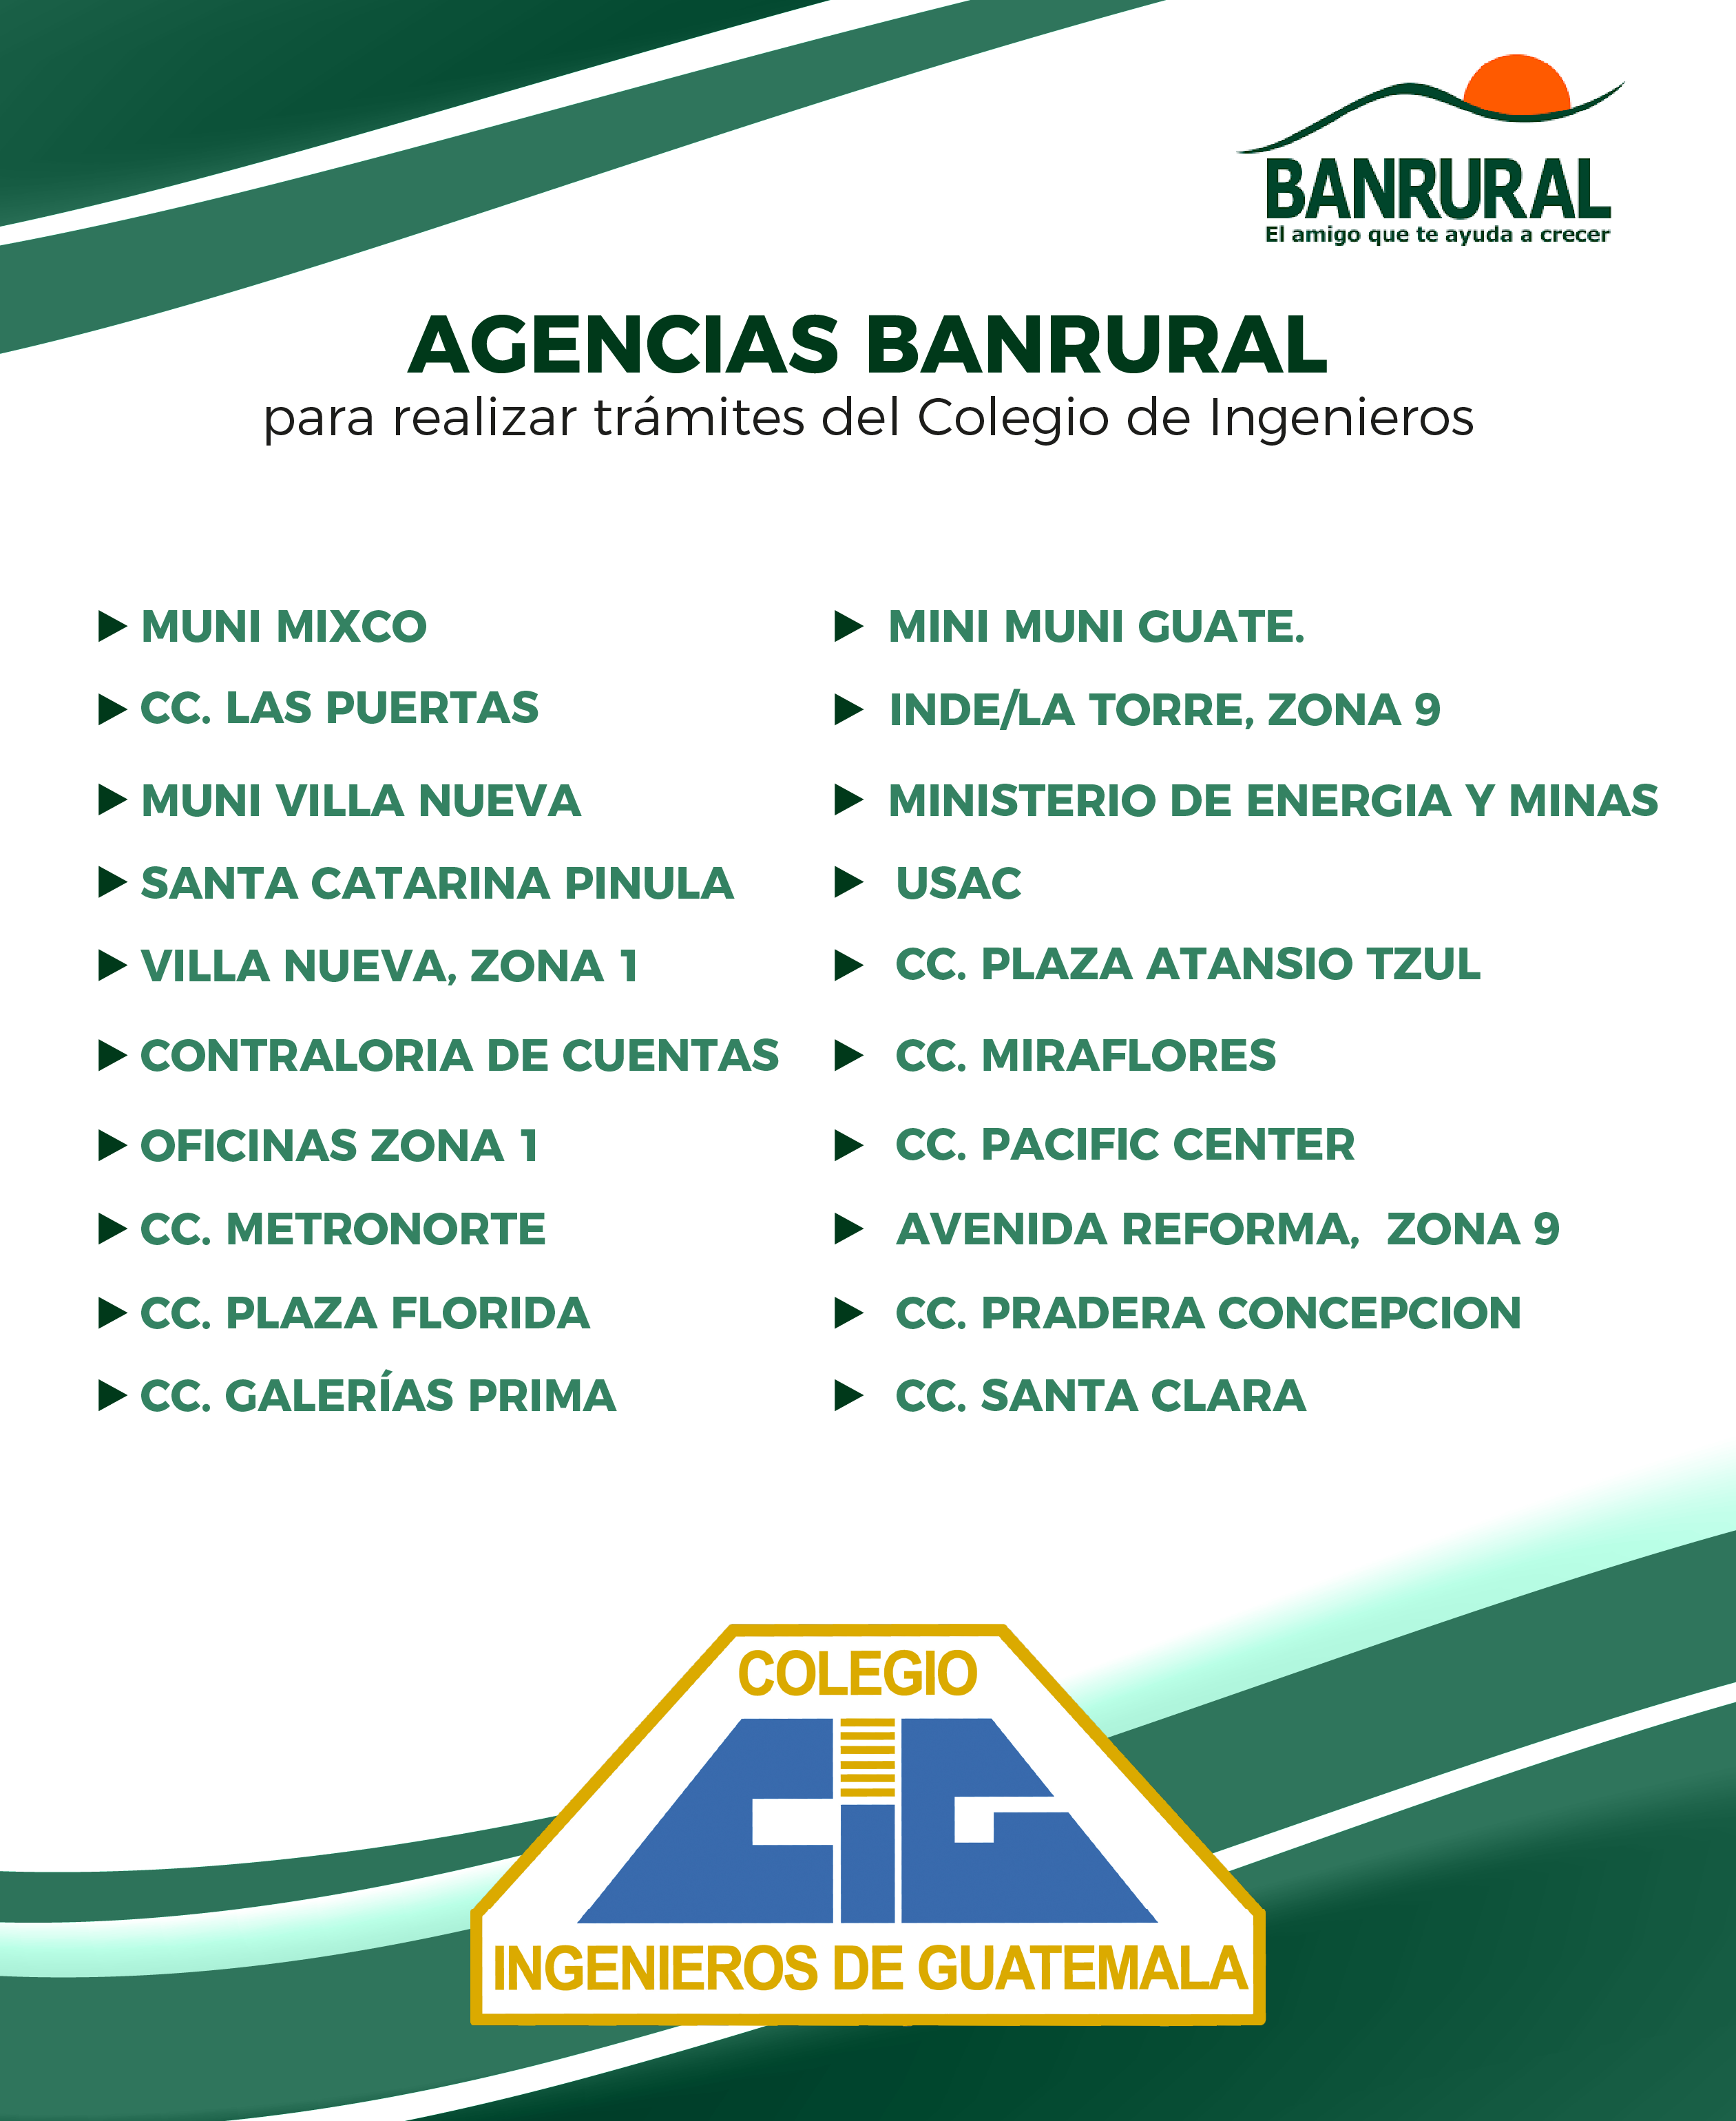 BANRURAL
El amigo que te ayuda a crecer
AGENCIAS BANRURAL
para realizar trámites del Colegio de Ingenieros
MUNI MIXCO
CC. LAS PUERTAS
MUNI VILLA NUEVA
SANTA CATARINA PINULA
VILLA NUEVA, ZONA 1
CONTRALORIA DE CUENTAS
OFICINAS ZONA 1
CC. METRONORTE
CC. PLAZA FLORIDA
CC. GALERÍAS PRIMA
MINI MUNI GUATE.
INDE/LA TORRE, ZONA 9
MINISTERIO DE ENERGIA Y MINAS
USAC
CC. PLAZA ATANSIO TZUL
CC. MIRAFLORES
CC. PACIFIC CENTER
AVENIDA REFORMA, ZONA 9
CC. PRADERA CONCEPCION
CC. SANTA CLARA
COLEGIO
CIG
INGENIEROS DE GUATEMALA